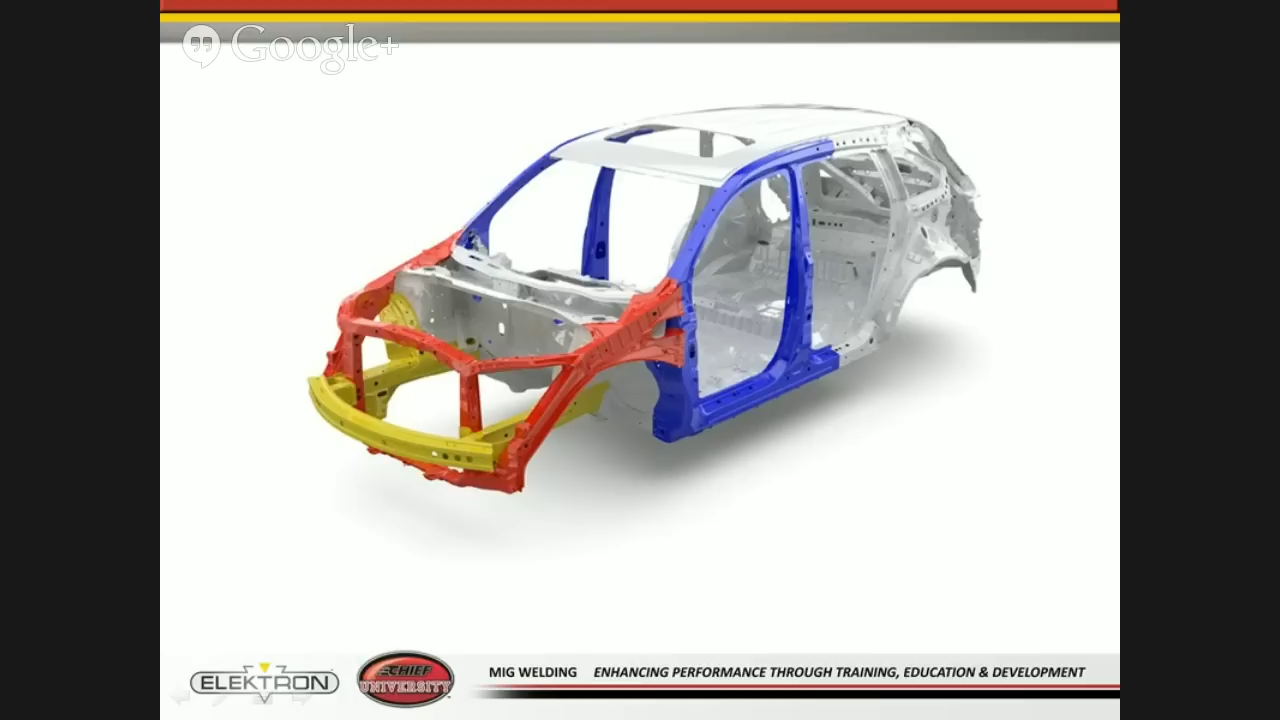 Google+
ELEKTRON
CHIEF
UNIVERSITY
MIG WELDING ENHANCING PERFORMANCE THROUGH TRAINING, EDUCATION & DEVELOPMENT